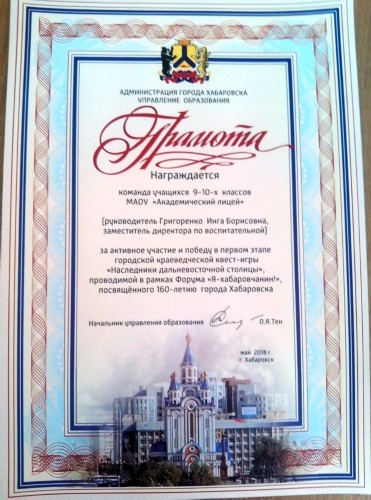 АДМИНИСТРАЦИЯ ГОРОДА ХАБАРОВСКА
УПРАВЛЕНИЕ ОБРАЗОВАНИЯ
Грамота
Награждается
команда учащихся 9-10-х классов
МАОУ «Академический лицей»
(руководитель Григоренко Инга Борисовна,
заместитель директора по воспитательной)
за активное участие и победу в первом этапе
городской краеведческой квест-игры
«Наследники дальневосточной столицы»,
проводимой в рамках Форума «Я-хабаровчанин!»,
посвящённого 160-летию города Хабаровска
Начальник управления образования О.Я.Тен
май 2018 г.
г. Хабаровск